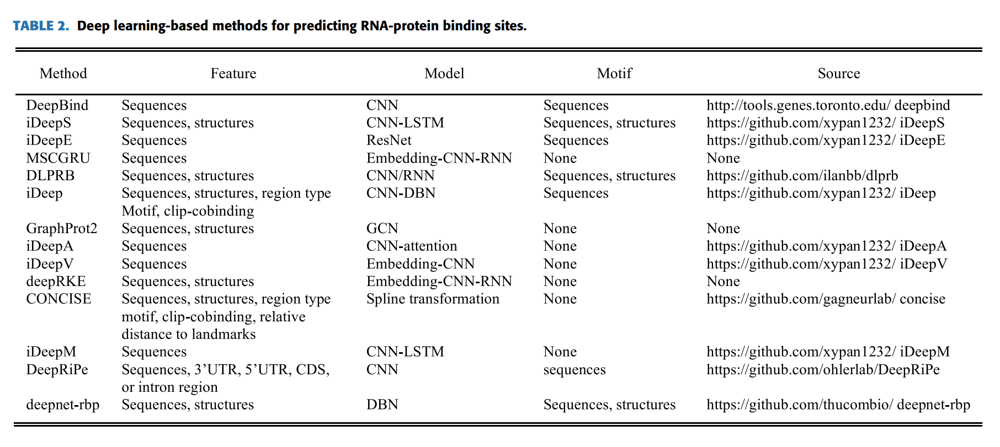 TABLE 2. Deep learning-based methods for predicting RNA-protein binding sites.
Method Feature Model Motif Source
DeepBind Sequences CNN Sequences http://tools.genes.toronto.edu/ deepbind
iDeepS Sequences, structures CNN-LSTM Sequences, structures https://github.com/xypan1232/ iDeepS
iDeepE Sequences ResNet Sequences https://github.com/xypan1232/ iDeepE
MSCGRU Sequences Embedding-CNN-RNN None None
DLPRB Sequences, structures CNN/RNN Sequences, structures https://github.com/ilanbb/dlprb
iDeep Sequences, structures, region type CNN-DBN Sequences https://github.com/xypan1232/ iDeep
Motif, clip-cobinding
GraphProt2 Sequences, structures GCN None None
iDeepA Sequences CNN-attention None https://github.com/xypan1232/ iDeepA
iDeepV Sequences Embedding-CNN None https://github.com/xypan1232/ iDeepV
deepRKE Sequences, structures Embedding-CNN-RNN None None
CONCISE Sequences, structures, region type Spline transformation None https://github.com/gagneurlab/ concise
motif, clip-cobinding, relative
distance to landmarks
iDeepM Sequences CNN-LSTM None https://github.com/xypan1232/ iDeepM
DeepRiPe Sequences, 3’UTR, 5’UTR, CDS, CNN sequences https://github.com/ohlerlab/DeepRiPe
or intron region
deepnet-rbp Sequences, structures DBN Sequences, structures https://github.com/thucombio/ deepnet-rbp